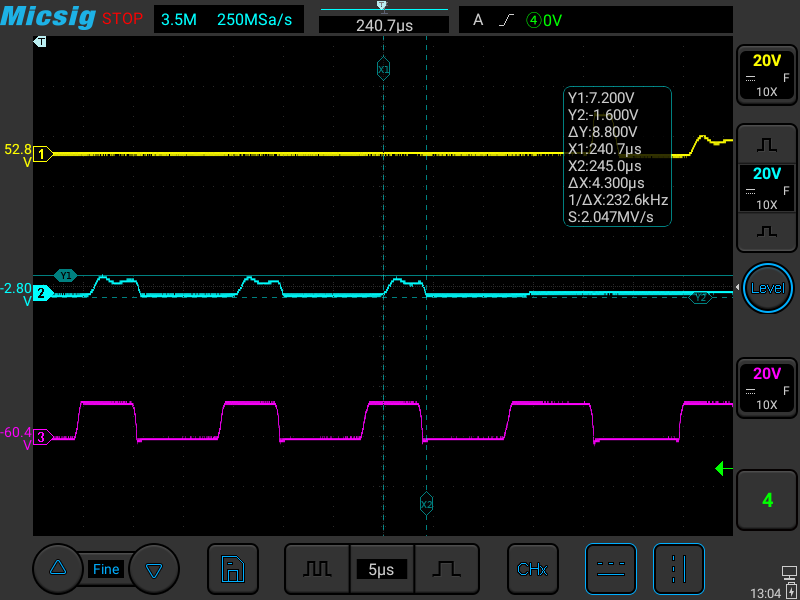 Micsig STOP 3.5M 250MSa/s T 240.7µs A ④0V
T
X1
20V
F
10X
Y1:7.200V
Y2:-1.600V
ΔY:8.800V
X1:240.7µs
X2:245.0µs
ΔX:4.300µs
1/ΔX:232.6kHz
S:2.047MV/s
52.8
V
1
20V
F
10X
Y1
-2.80
V
2
Y2
Level
20V
F
10X
-60.4
V
3
X2
4
Fine
5µs
CHx
13:04